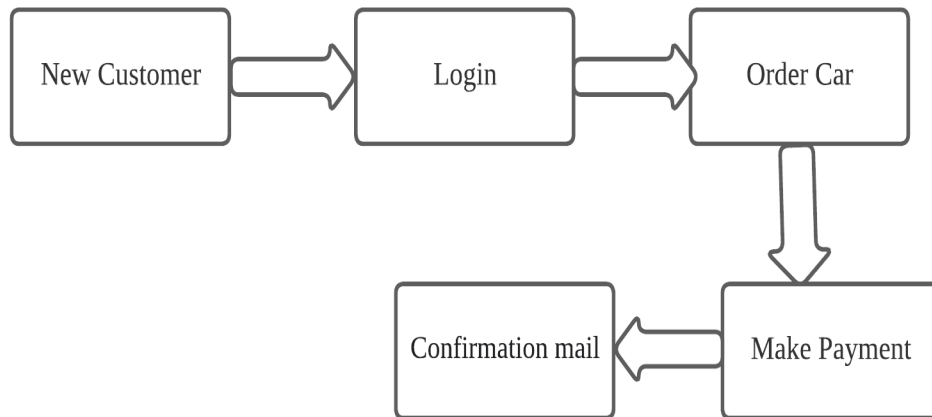 New Customer
Login
Order Car
Make Payment
Confirmation mail